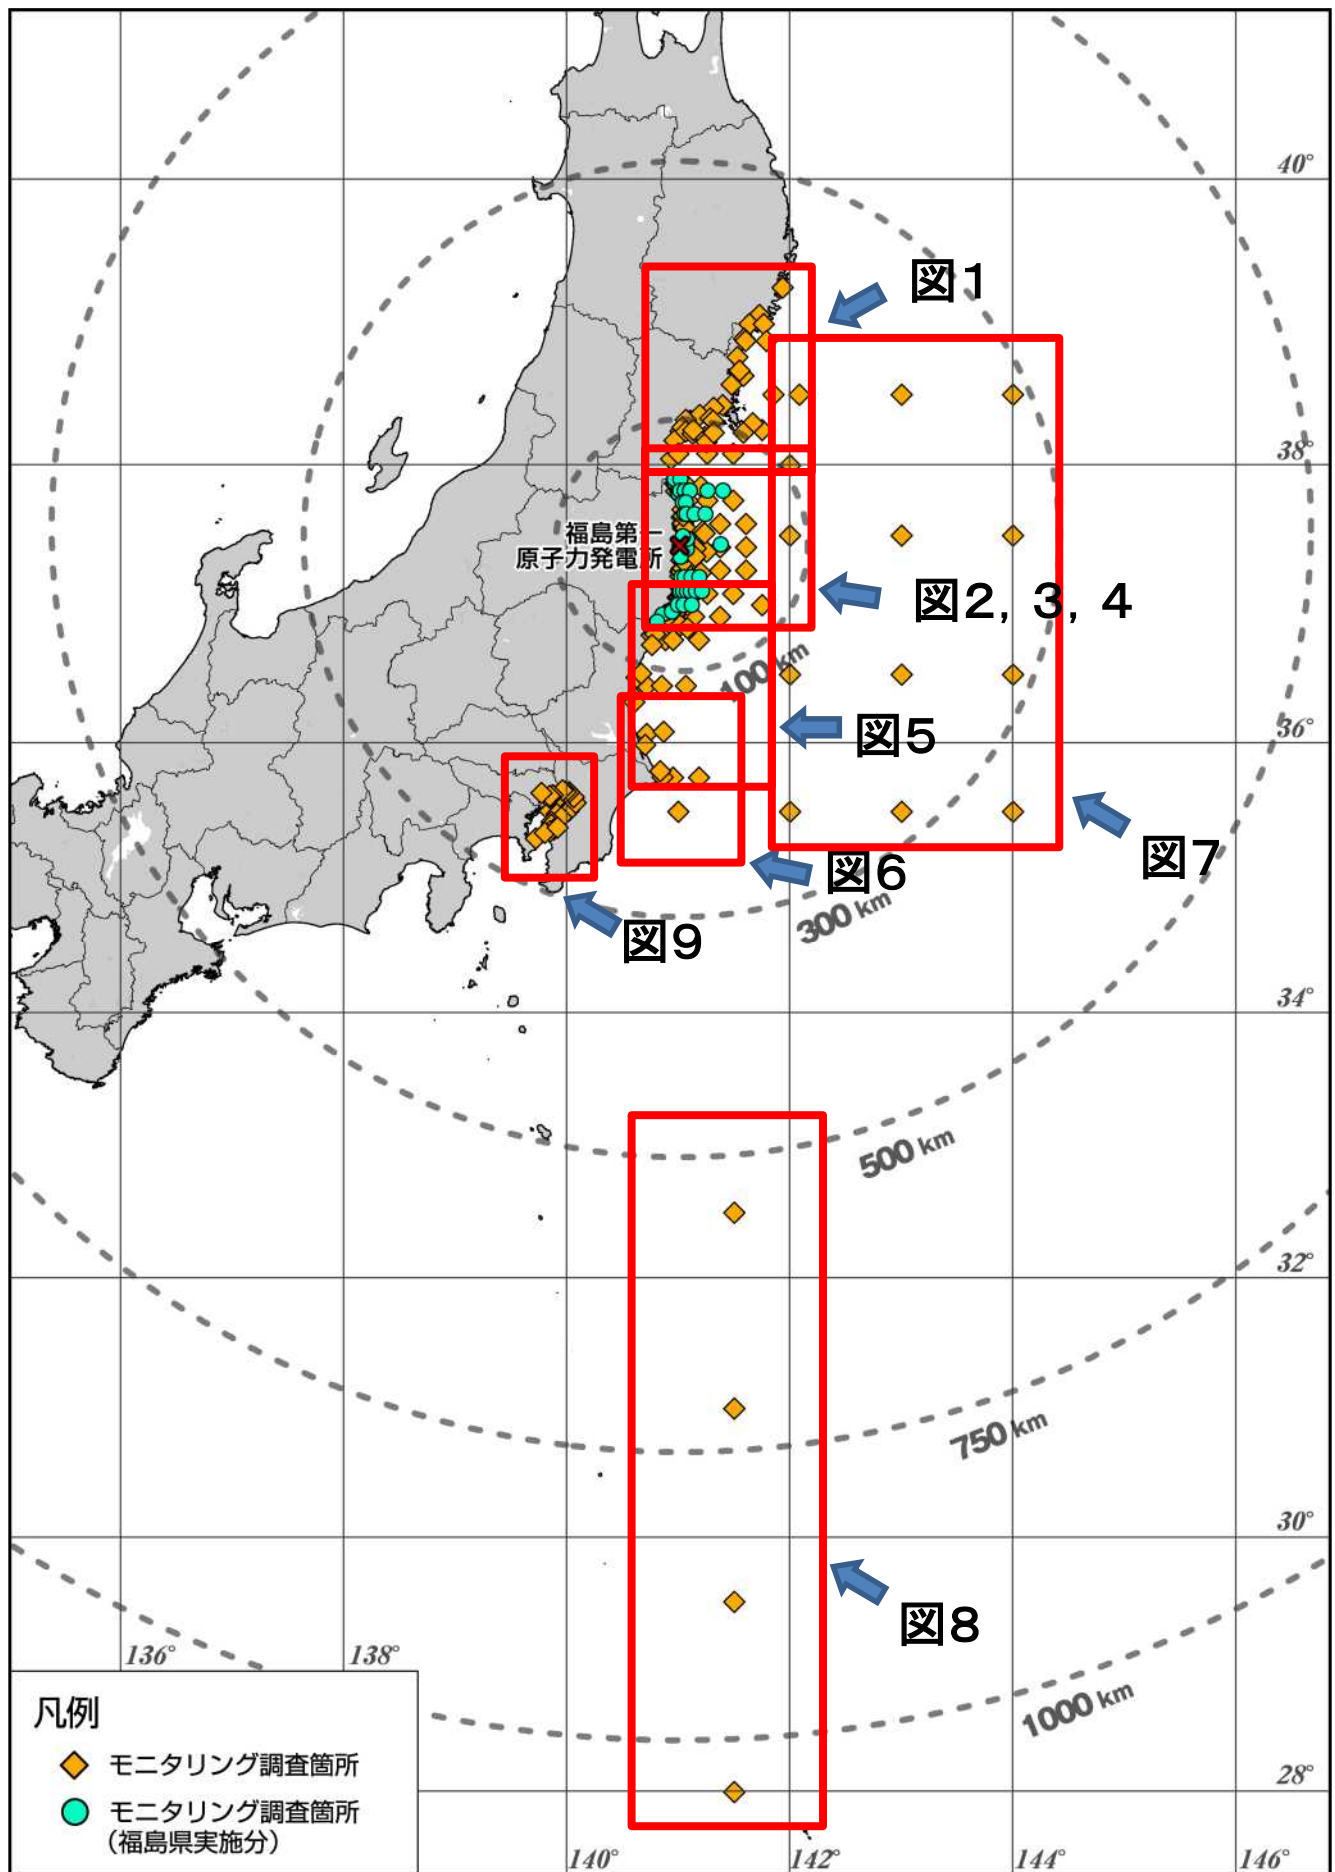 40°
図1
38°
福島第一
原子力発電所
図2, 3, 4
100 km
36°
図5
図7
図6
300 km
図9
34°
500 km
32°
750 km
30°
図8
136°
138°
1000 km
凡例
モニタリング調査箇所
モニタリング調査箇所
(福島県実施分)
28°
140°
142°
144°
146°